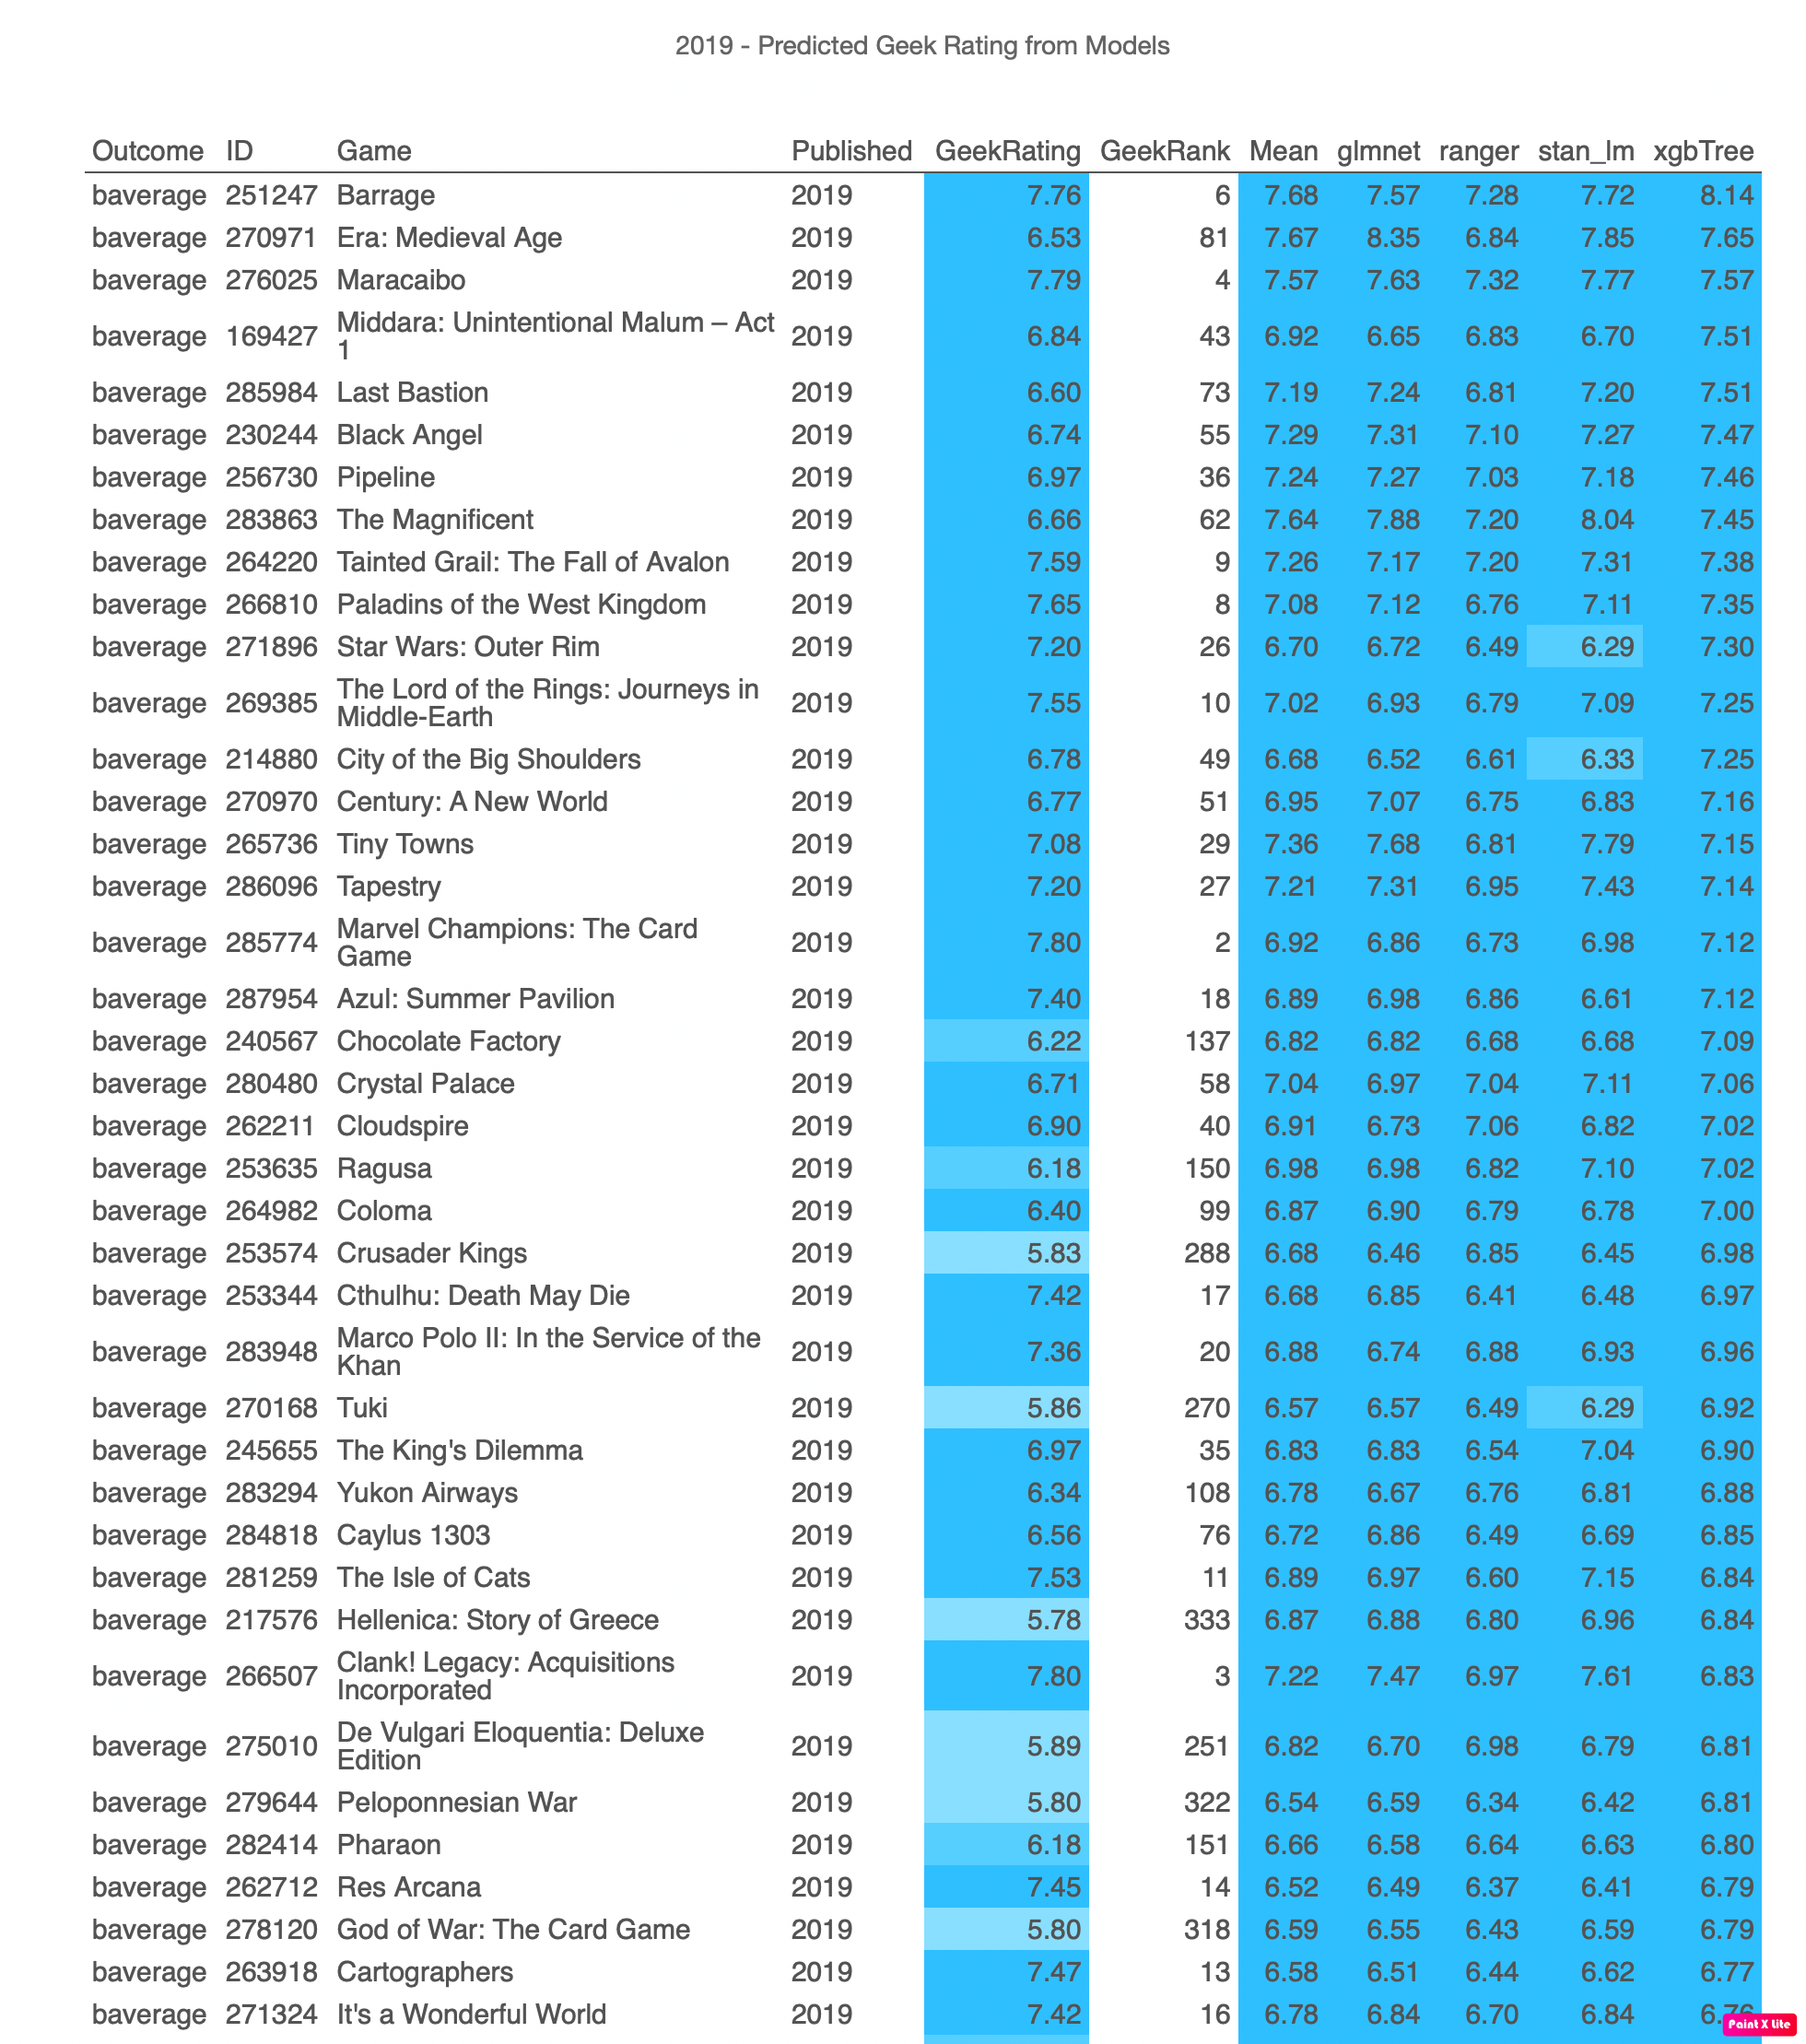 2019 - Predicted Geek Rating from Models
Outcome ID Game Published GeekRating GeekRank Mean glmnet ranger stan_lm xgbTree
baverage 251247 Barrage 2019 7.76 6 7.68 7.57 7.28 7.72 8.14
baverage 270971 Era: Medieval Age 2019 6.53 81 7.67 8.35 6.84 7.85 7.65
baverage 276025 Maracaibo 2019 7.79 4 7.57 7.63 7.32 7.77 7.57
baverage 169427 Middara: Unintentional Malum – Act 2019 6.84 43 6.92 6.65 6.83 6.70 7.51
1
baverage 285984 Last Bastion 2019 6.60 73 7.19 7.24 6.81 7.20 7.51
baverage 230244 Black Angel 2019 6.74 55 7.29 7.31 7.10 7.27 7.47
baverage 256730 Pipeline 2019 6.97 36 7.24 7.27 7.03 7.18 7.46
baverage 283863 The Magnificent 2019 6.66 62 7.64 7.88 7.20 8.04 7.45
baverage 264220 Tainted Grail: The Fall of Avalon 2019 7.59 9 7.26 7.17 7.20 7.31 7.38
baverage 266810 Paladins of the West Kingdom 2019 7.65 8 7.08 7.12 6.76 7.11 7.35
baverage 271896 Star Wars: Outer Rim 2019 7.20 26 6.70 6.72 6.49 6.29 7.30
baverage 269385 The Lord of the Rings: Journeys in 2019 7.55 10 7.02 6.93 6.79 7.09 7.25
Middle-Earth
baverage 214880 City of the Big Shoulders 2019 6.78 49 6.68 6.52 6.61 6.33 7.25
baverage 270970 Century: A New World 2019 6.77 51 6.95 7.07 6.75 6.83 7.16
baverage 265736 Tiny Towns 2019 7.08 29 7.36 7.68 6.81 7.79 7.15
baverage 286096 Tapestry 2019 7.20 27 7.21 7.31 6.95 7.43 7.14
baverage 285774 Marvel Champions: The Card 2019 7.80 2 6.92 6.86 6.73 6.98 7.12
Game
baverage 287954 Azul: Summer Pavilion 2019 7.40 18 6.89 6.98 6.86 6.61 7.12
baverage 240567 Chocolate Factory 2019 6.22 137 6.82 6.82 6.68 6.68 7.09
baverage 280480 Crystal Palace 2019 6.71 58 7.04 6.97 7.04 7.11 7.06
baverage 262211 Cloudspire 2019 6.90 40 6.91 6.73 7.06 6.82 7.02
baverage 253635 Ragusa 2019 6.18 150 6.98 6.98 6.82 7.10 7.02
baverage 264982 Coloma 2019 6.40 99 6.87 6.90 6.79 6.78 7.00
baverage 253574 Crusader Kings 2019 5.83 288 6.68 6.46 6.85 6.45 6.98
baverage 253344 Cthulhu: Death May Die 2019 7.42 17 6.68 6.85 6.41 6.48 6.97
baverage 283948 Marco Polo II: In the Service of the 2019 7.36 20 6.88 6.74 6.88 6.93 6.96
Khan
baverage 270168 Tuki 2019 5.86 270 6.57 6.57 6.49 6.29 6.92
baverage 245655 The King's Dilemma 2019 6.97 35 6.83 6.83 6.54 7.04 6.90
baverage 283294 Yukon Airways 2019 6.34 108 6.78 6.67 6.76 6.81 6.88
baverage 284818 Caylus 1303 2019 6.56 76 6.72 6.86 6.49 6.69 6.85
baverage 281259 The Isle of Cats 2019 7.53 11 6.89 6.97 6.60 7.15 6.84
baverage 217576 Hellenica: Story of Greece 2019 5.78 333 6.87 6.88 6.80 6.96 6.84
baverage 266507 Clank! Legacy: Acquisitions 2019 7.80 3 7.22 7.47 6.97 7.61 6.83
Incorporated
baverage 275010 De Vulgari Eloquentia: Deluxe 2019 5.89 251 6.82 6.70 6.98 6.79 6.81
Edition
baverage 279644 Peloponnesian War 2019 5.80 322 6.54 6.59 6.34 6.42 6.81
baverage 282414 Pharaon 2019 6.18 151 6.66 6.58 6.64 6.63 6.80
baverage 262712 Res Arcana 2019 7.45 14 6.52 6.49 6.37 6.41 6.79
baverage 278120 God of War: The Card Game 2019 5.80 318 6.59 6.55 6.43 6.59 6.79
baverage 263918 Cartographers 2019 7.47 13 6.58 6.51 6.44 6.62 6.77
baverage 271324 It's a Wonderful World 2019 7.42 16 6.78 6.84 6.70 6.84
Paint X Lite